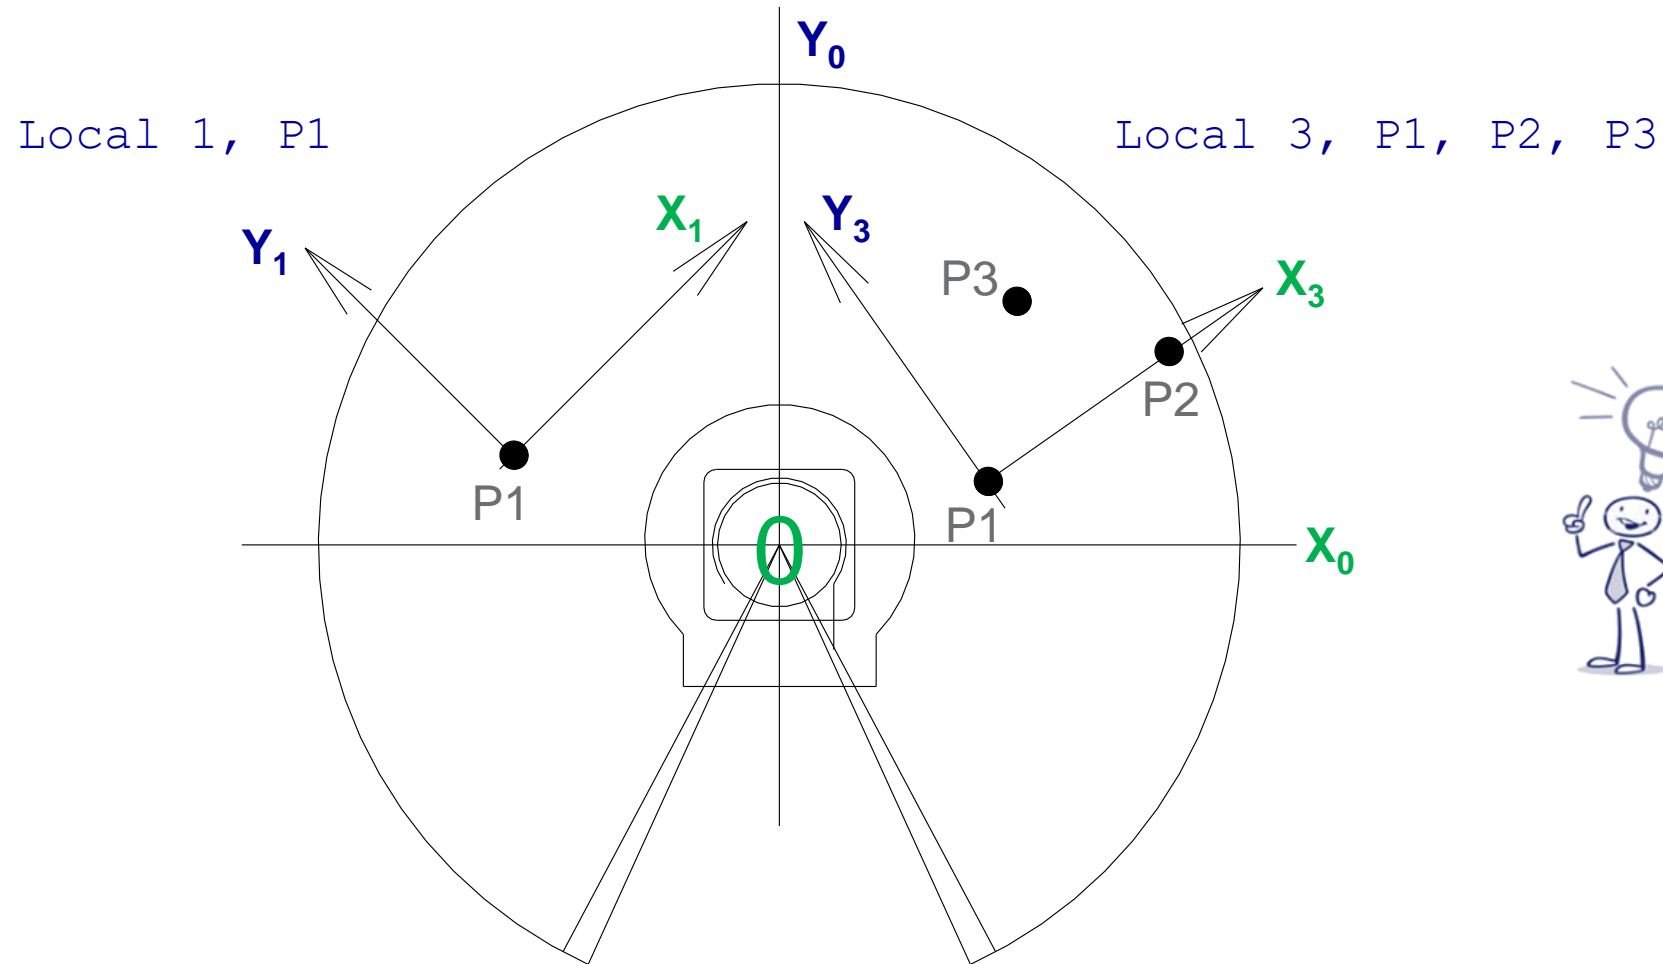 Y₀
Local 1, P1
Local 3, P1, P2, P3
X₁
Y₃
Y₁
P3
X₃
P2
P1
P1
0
X₀